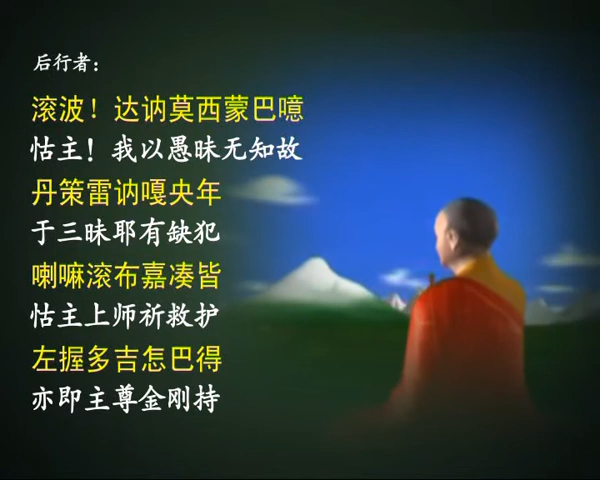 后行者：
滚波！达讷莫西蒙巴噫
怙主！我以愚昧无知故
丹策雷讷嘎央年
于三昧耶有缺犯
喇嘛滚布嘉凑皆
怙主上师祈救护
左握多吉怎巴得
亦即主尊金刚持